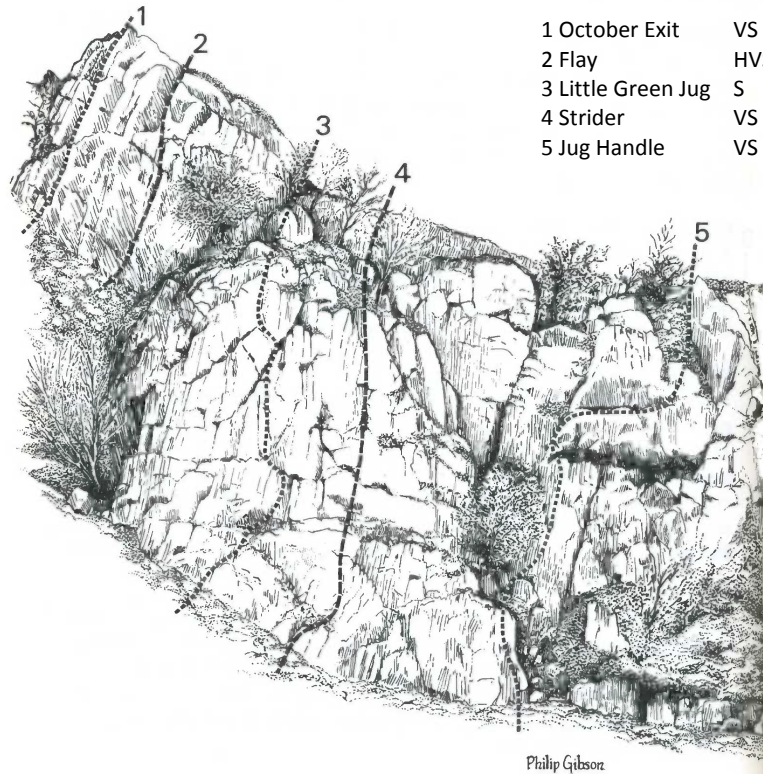 1 October Exit VS
2 Flay
3 Little Green Jug S
4 Strider VS
5 Jug Handle VS
1
2
3
4
5
Philip Gibson